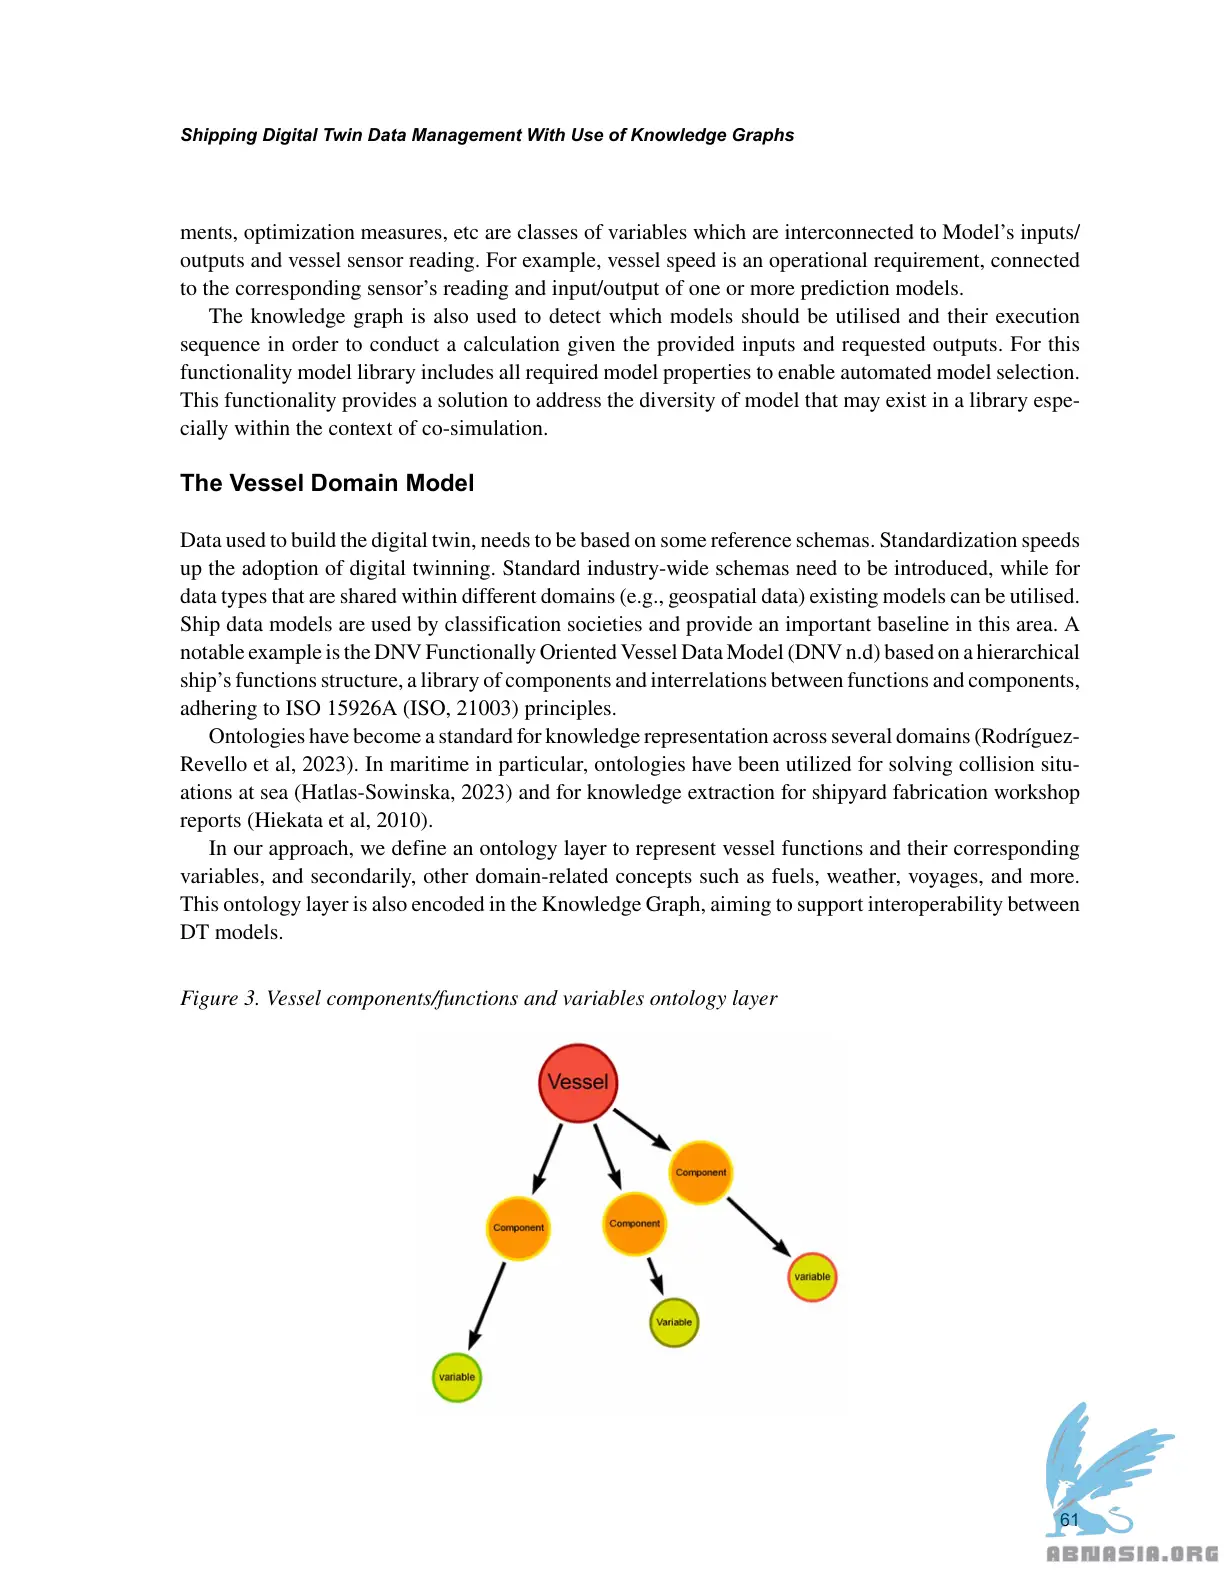 Shipping Digital Twin Data Management With Use of Knowledge Graphs
ments, optimization measures, etc are classes of variables which are interconnected to Model’s inputs/
outputs and vessel sensor reading. For example, vessel speed is an operational requirement, connected
to the corresponding sensor’s reading and input/output of one or more prediction models.
The knowledge graph is also used to detect which models should be utilised and their execution
sequence in order to conduct a calculation given the provided inputs and requested outputs. For this
functionality model library includes all required model properties to enable automated model selection.
This functionality provides a solution to address the diversity of model that may exist in a library espe-
cially within the context of co-simulation.
The Vessel Domain Model
Data used to build the digital twin, needs to be based on some reference schemas. Standardization speeds
up the adoption of digital twinning. Standard industry-wide schemas need to be introduced, while for
data types that are shared within different domains (e.g., geospatial data) existing models can be utilised.
Ship data models are used by classification societies and provide an important baseline in this area. A
notable example is the DNV Functionally Oriented Vessel Data Model (DNV n.d) based on a hierarchical
ship’s functions structure, a library of components and interrelations between functions and components,
adhering to ISO 15926A (ISO, 21003) principles.
Ontologies have become a standard for knowledge representation across several domains (Rodríguez-
Revello et al, 2023). In maritime in particular, ontologies have been utilized for solving collision situ-
ations at sea (Hatlas-Sowinska, 2023) and for knowledge extraction for shipyard fabrication workshop
reports (Hiekata et al, 2010).
In our approach, we define an ontology layer to represent vessel functions and their corresponding
variables, and secondarily, other domain-related concepts such as fuels, weather, voyages, and more.
This ontology layer is also encoded in the Knowledge Graph, aiming to support interoperability between
DT models.
Figure 3. Vessel components/functions and variables ontology layer
Vessel
Component
Component
Component
variable
Variable
variable
61
ABNASIA.ORG